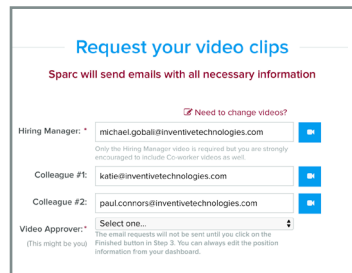 Request your video clips
Sparc will send emails with all necessary information
Need to change videos?
Hiring Manager: * michael.gobali@inventivetechnologies.com
Only the Hiring Manager video is required but you are strongly
encouraged to include Co-worker videos as well.
Colleague #1: katie@inventivetechnologies.com
Colleague #2: paul.connors@inventivetechnologies.com
Video Approver: * Select one...
(This might be you) The email requests will not be sent until you click on the
Finished button in Step 3. You can always edit the position
information from your dashboard.